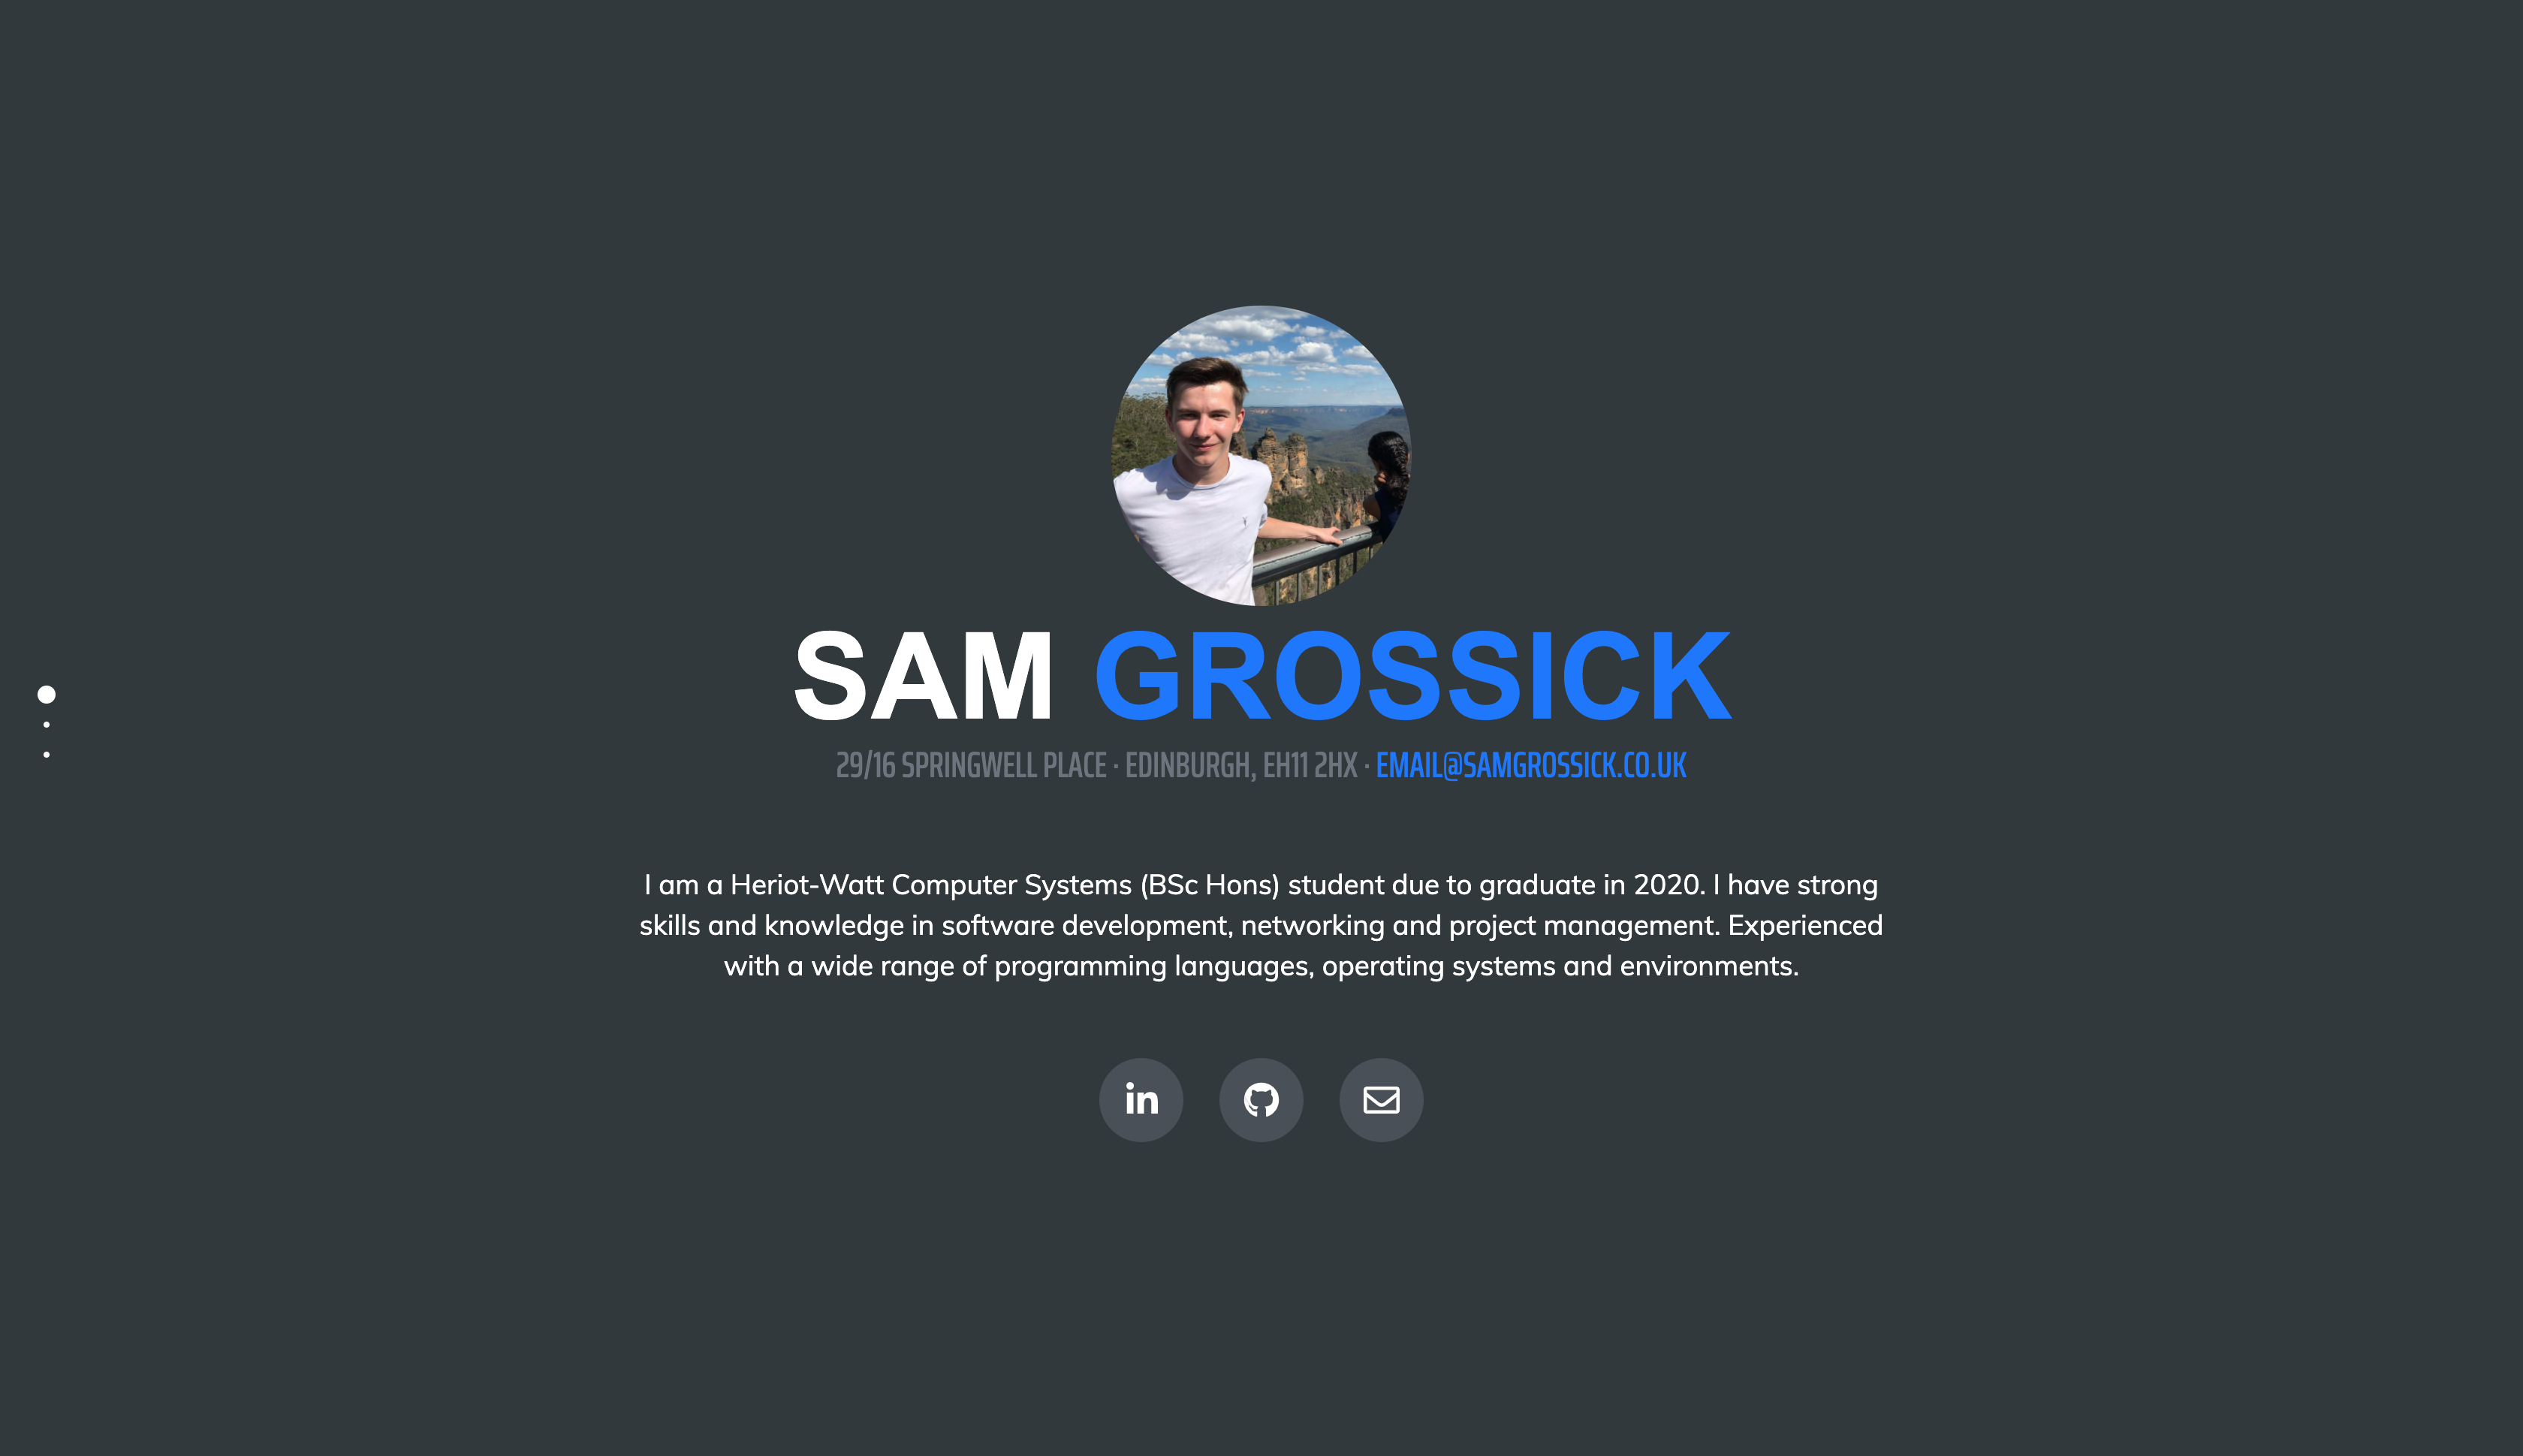 SAM GROSSICK
29/16 SPRINGWELL PLACE · EDINBURGH, EH11 2HX · EMAIL@SAMGROSSICK.CO.UK
I am a Heriot-Watt Computer Systems (BSc Hons) student due to graduate in 2020. I have strong
skills and knowledge in software development, networking and project management. Experienced
with a wide range of programming languages, operating systems and environments.
in